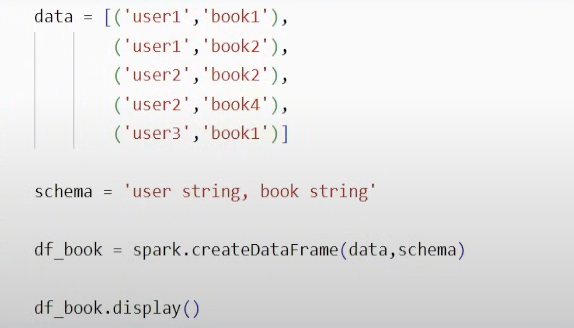 data = [('user1','book1'),
('user1','book2'),
('user2','book2'),
('user2','book4'),
('user3','book1')]
schema = 'user string, book string'
df_book = spark.createDataFrame(data,schema)
df_book.display()